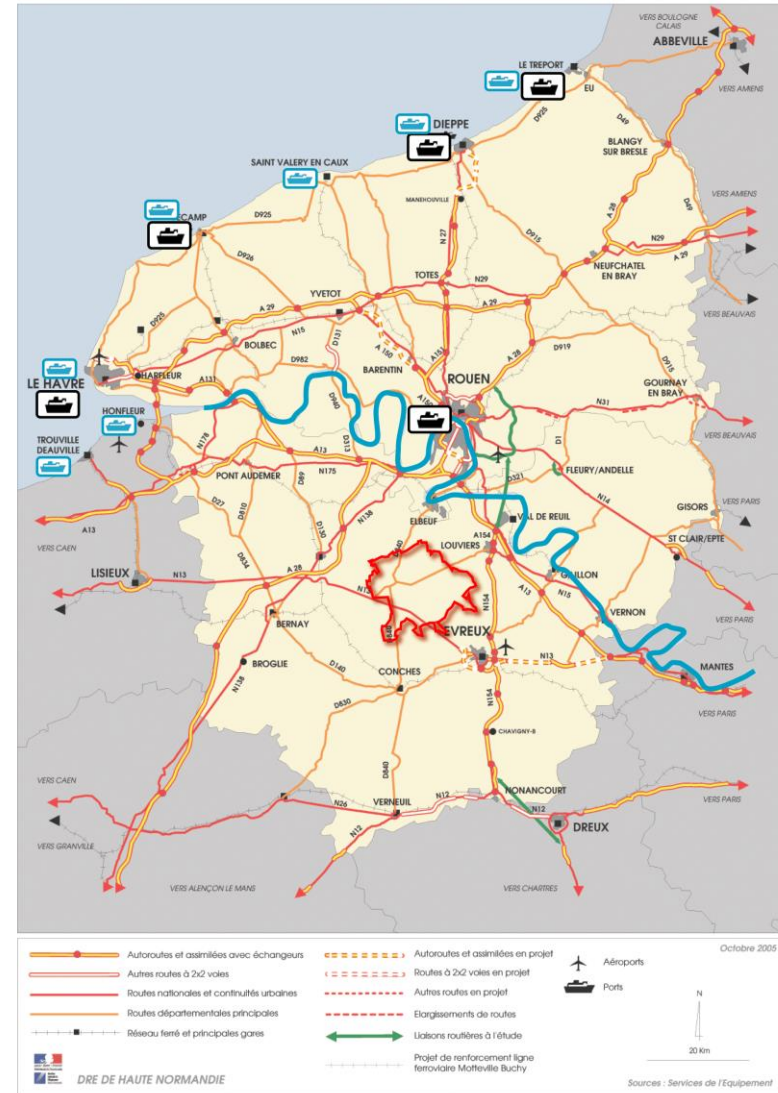 VERS BOULOGNE
CALAIS
ABBEVILLE
LE TREPORT
EU
VERS AMIENS
D925
D49
DIEPPE
BLANGY
SUR BRESLE
SAINT VALERY EN CAUX
MANEHOUVILLE
VERS AMIENS
D925
D915
A 28
D49
N29
A 29
ECAMP
N 27
D926
NEUFCHATEL
EN BRAY
TOTES
N29
YVETOT
A 29
A 29
VERS BEAUVAIS
D925
N15
D131
A 150
A151
A 28
D919
BOLBEC
D915
HARFLEUR
D982
BARENTIN
ROUEN
GOURNAY
EN BRAY
LE HAVRE
A131
D940
A150
N31
HONFLEUR
D313
D1
VERS BEAUVAIS
TROUVILLE
DEAUVILLE
N178
A13
N175
FLEURY/ANDELLE
PONT AUDEMER
D89
D321
N14
D27
D810
ELBEUF
VAL DE REUIL
GISORS
VERS PARIS
A13
N138
D130
A154
VERS CAEN
LOUVIERS
ST CLAIR/EPTE
D834
A 28
LISIEUX
N13
GAILLON
A13
N15
N154
VERNON
VERS PARIS
BERNAY
EVREUX
N13
BROGLIE
D140
CONCHES
MANTES
N138
D830
N154
VERS PARIS
CHAVIGNY-B
VERS CAEN
D840
NONANCOURT
N26
VERNEUIL
N12
N12
VERS PARIS
N12
DREUX
VERS GRANVILLE
VERS ALENÇON LE MANS
VERS CHARTRES
Octobre 2005
Autoroutes et assimilées avec échangeurs
Autres routes à 2x2 voies
Routes nationales et continuités urbaines
Routes départementales principales
Réseau ferré et principales gares
Autoroutes et assimilées en projet
Routes à 2x2 voies en projet
Autres routes en projet
Elargissements de routes
Liaisons routières à l'étude
Projet de renforcement ligne
ferroviaire Motteville Buchy
Aéroports
Ports
N
20 Km
DRE DE HAUTE NORMANDIE
Sources : Services de l'Equipement